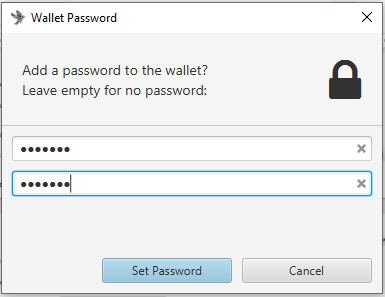 Wallet Password
Add a password to the wallet?
Leave empty for no password:
●●●●●●●
●●●●●●●
Set Password
Cancel